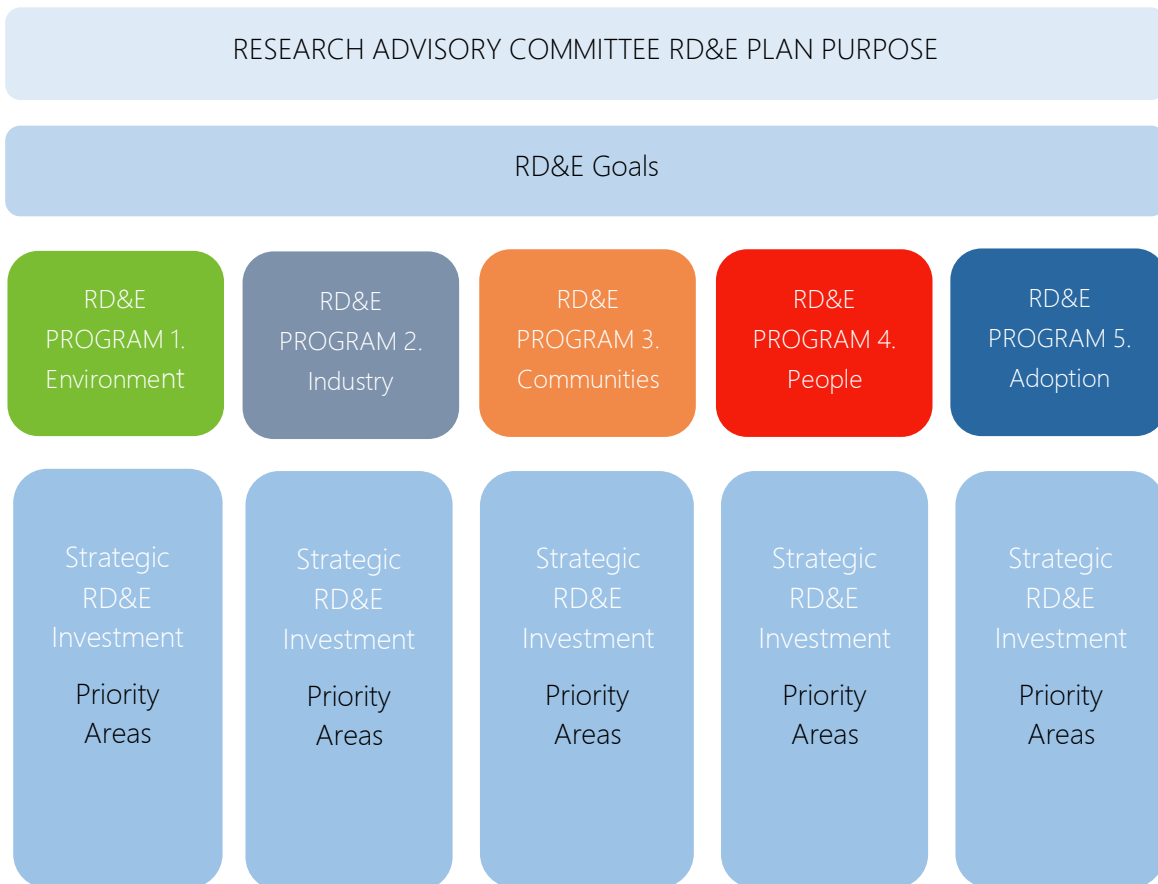 RESEARCH ADVISORY COMMITTEE RD&E PLAN PURPOSE
RD&E Goals
RD&E
PROGRAM 1.
Environment
RD&E
PROGRAM 2.
Industry
RD&E
PROGRAM 3.
Communities
RD&E
PROGRAM 4.
People
RD&E
PROGRAM 5.
Adoption
Strategic
RD&E
Investment
Priority
Areas
Strategic
RD&E
Investment
Priority
Areas
Strategic
RD&E
Investment
Priority
Areas
Strategic
RD&E
Investment
Priority
Areas
Strategic
RD&E
Investment
Priority
Areas